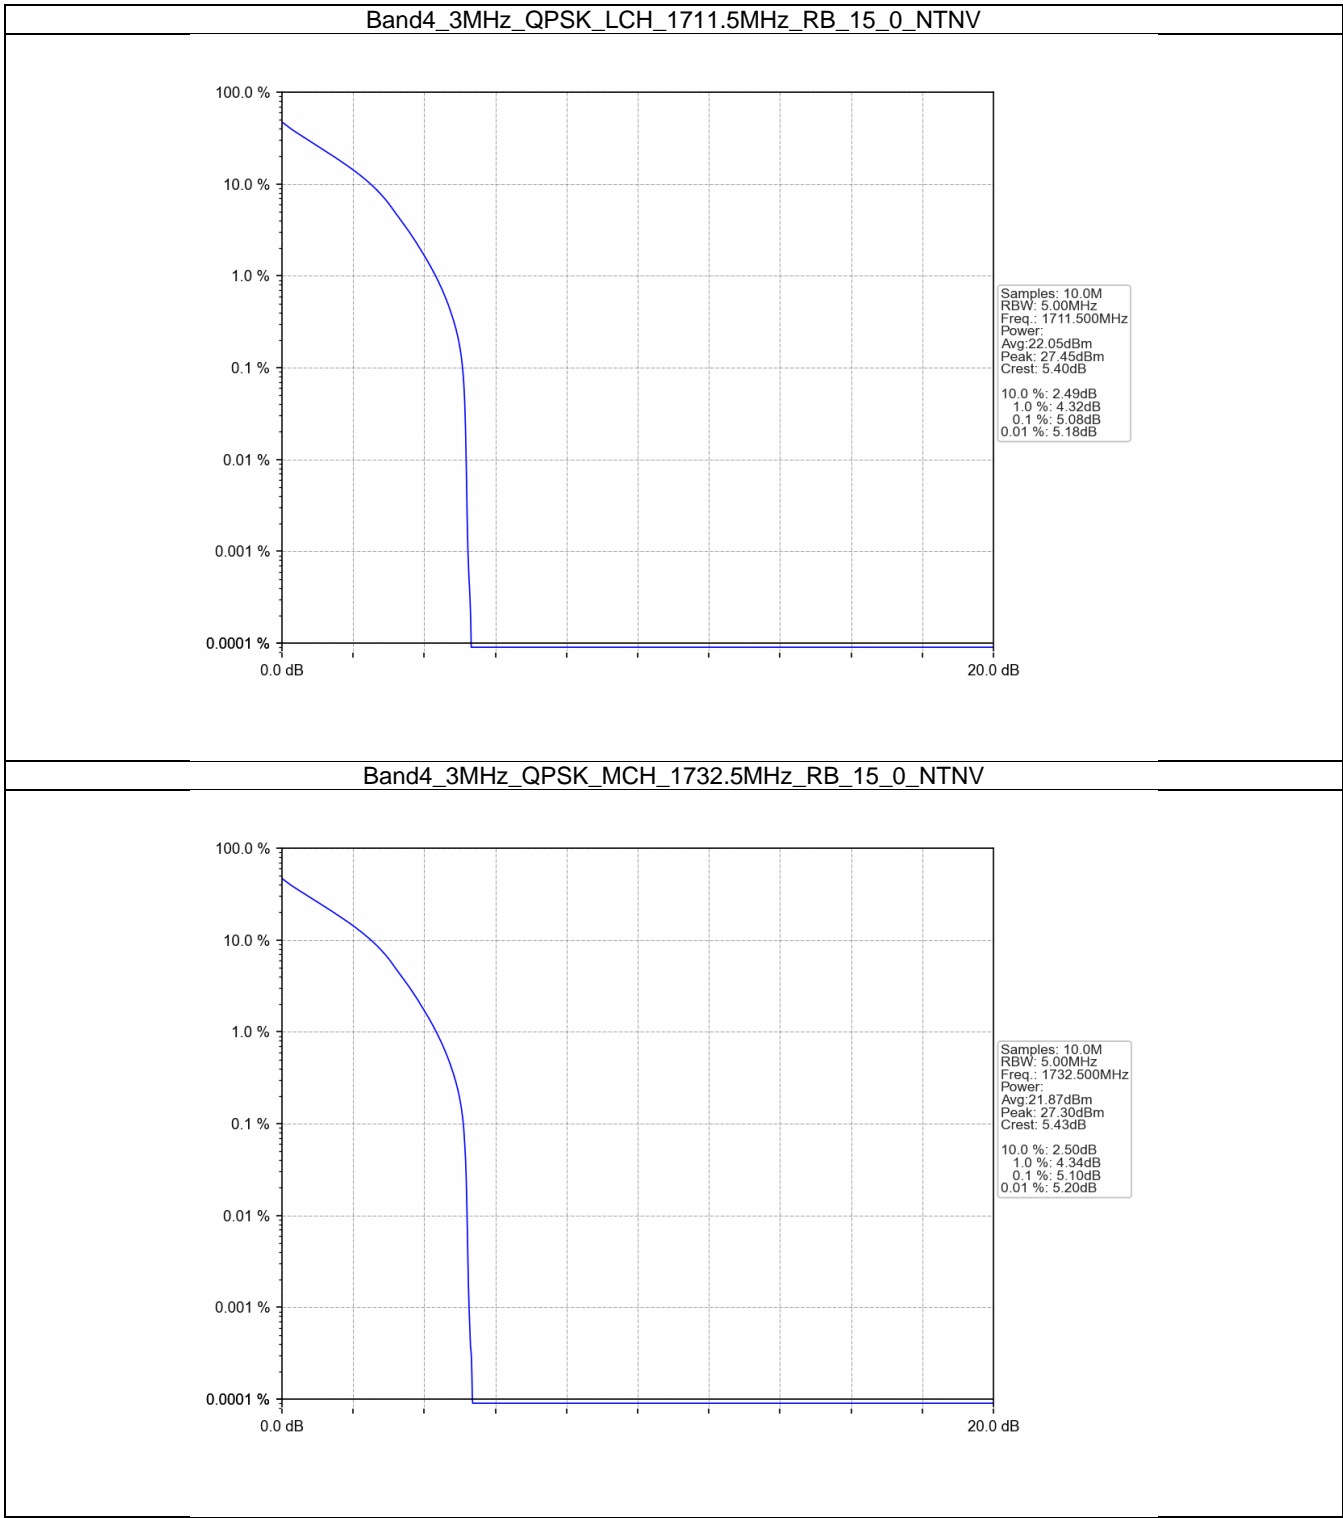 Band4_3MHz_QPSK_LCH_1711.5MHz_RB_15_0_NTNV
100.0 %
10.0 %
1.0 %
0.1 %
0.01 %
0.001 %
0.0001 %
0.0 dB
20.0 dB
Samples: 10.0M
RBW: 5.00MHz
Freq.: 1711.500MHz
Power:
Avg:22.05dBm
Peak: 27.45dBm
Crest: 5.40dB
10.0 %: 2.49dB
1.0 %: 4.32dB
0.1 %: 5.08dB
0.01 %: 5.18dB
Band4_3MHz_QPSK_MCH_1732.5MHz_RB_15_0_NTNV
100.0 %
10.0 %
1.0 %
0.1 %
0.01 %
0.001 %
0.0001 %
0.0 dB
20.0 dB
Samples: 10.0M
RBW: 5.00MHz
Freq.: 1732.500MHz
Power:
Avg:21.87dBm
Peak: 27.30dBm
Crest: 5.43dB
10.0 %: 2.50dB
1.0 %: 4.34dB
0.1 %: 5.10dB
0.01 %: 5.20dB